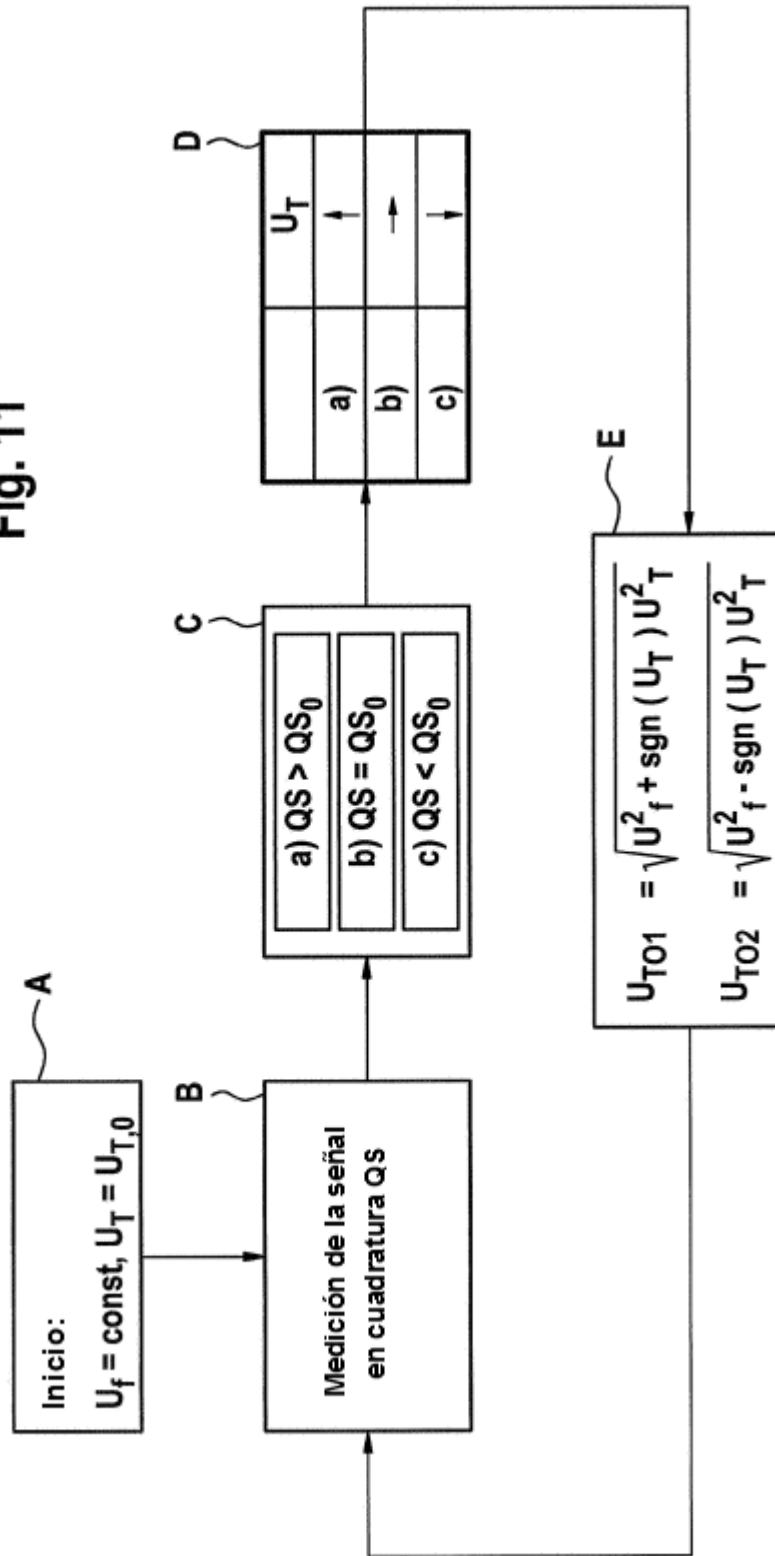 Fig. 11
A
Inicio:
U_f = const, U_T = U_T,0
B
Medición de la señal
en cuadratura QS
C
a) QS > QS_0
b) QS = QS_0
c) QS < QS_0
D
U_T
a) ↑
b) →
c) ↓
E
U_TO1 = √U²_f + sgn ( U_T ) U²_T
U_TO2 = √U²_f - sgn ( U_T ) U²_T